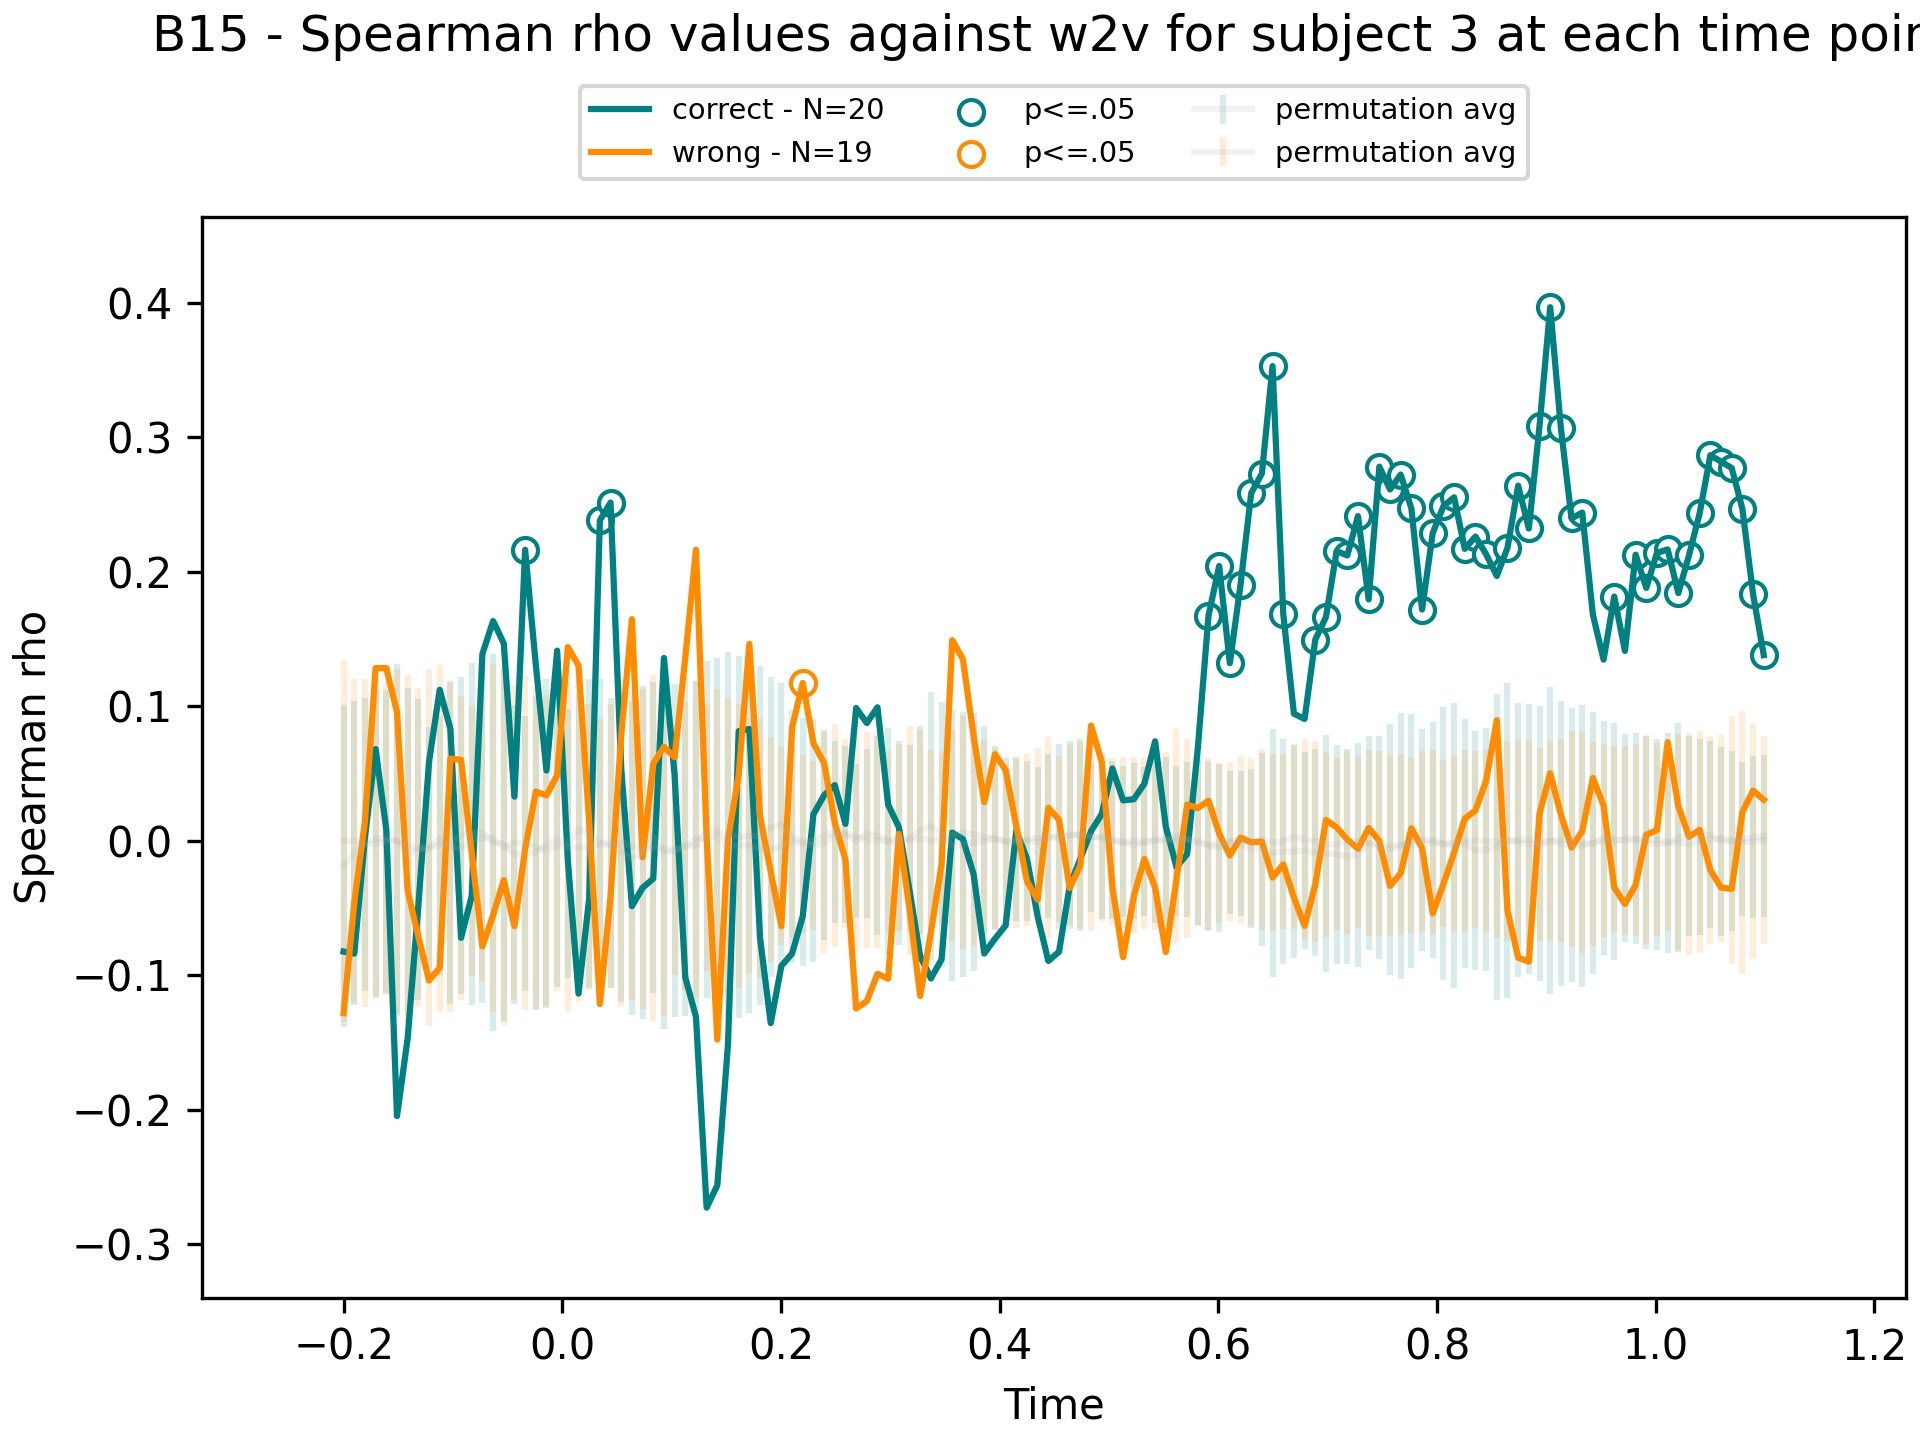 B15 - Spearman rho values against w2v for subject 3 at each time
correct - N=20 p<=.05 permutation avg
wrong - N=19 p<=.05 permutation avg
Spearman rho
0.4
0.3
0.2
0.1
0.0
−0.1
−0.2
−0.3
−0.2 0.0 0.2 0.4 0.6 0.8 1.0 1.2
Time